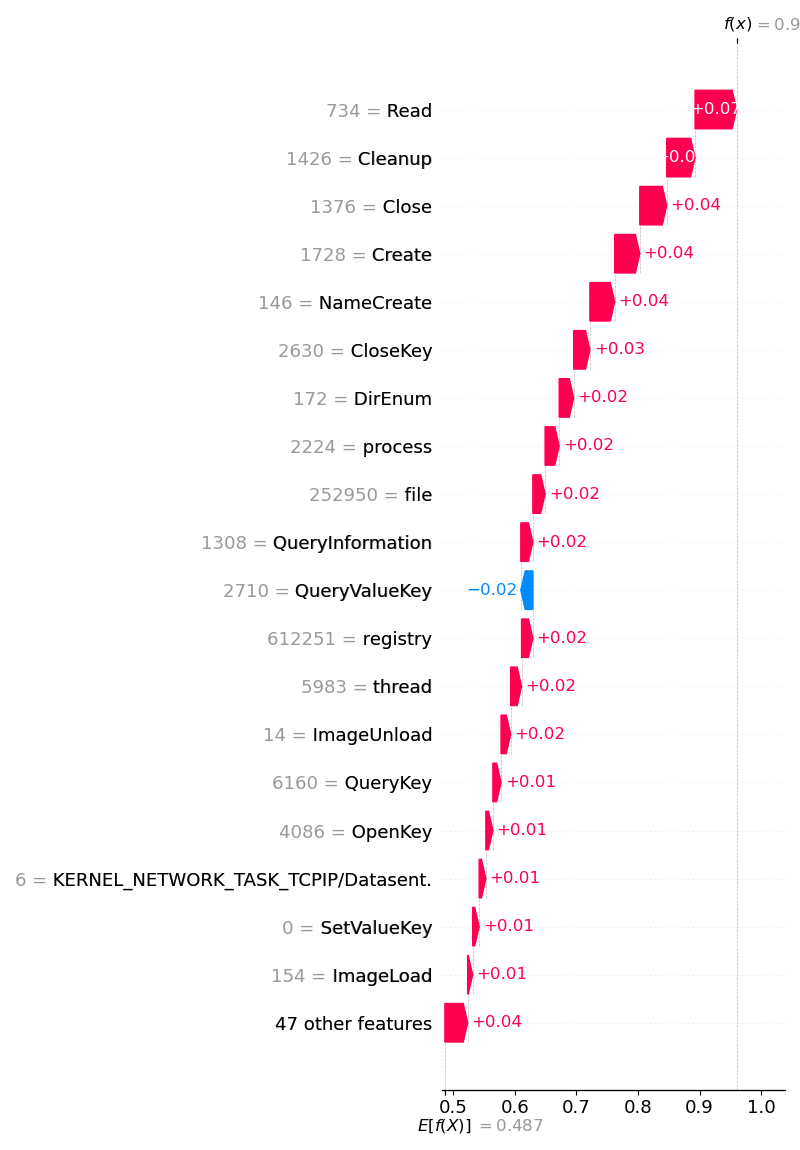 f(x) = 0.9
734 = Read
+0.07
1426 = Cleanup
1376 = Close
+0.04
1728 = Create
+0.04
146 = NameCreate
+0.04
2630 = CloseKey
+0.03
172 = DirEnum
+0.02
2224 = process
+0.02
252950 = file
+0.02
1308 = QueryInformation
+0.02
2710 = QueryValueKey
−0.02
612251 = registry
+0.02
5983 = thread
+0.02
14 = ImageUnload
+0.02
6160 = QueryKey
+0.01
4086 = OpenKey
+0.01
6 = KERNEL_NETWORK_TASK_TCPIP/Datasent.
+0.01
0 = SetValueKey
+0.01
154 = ImageLoad
+0.01
47 other features
+0.04
0.5 0.6 0.7 0.8 0.9 1.0
E[f(X)] = 0.487